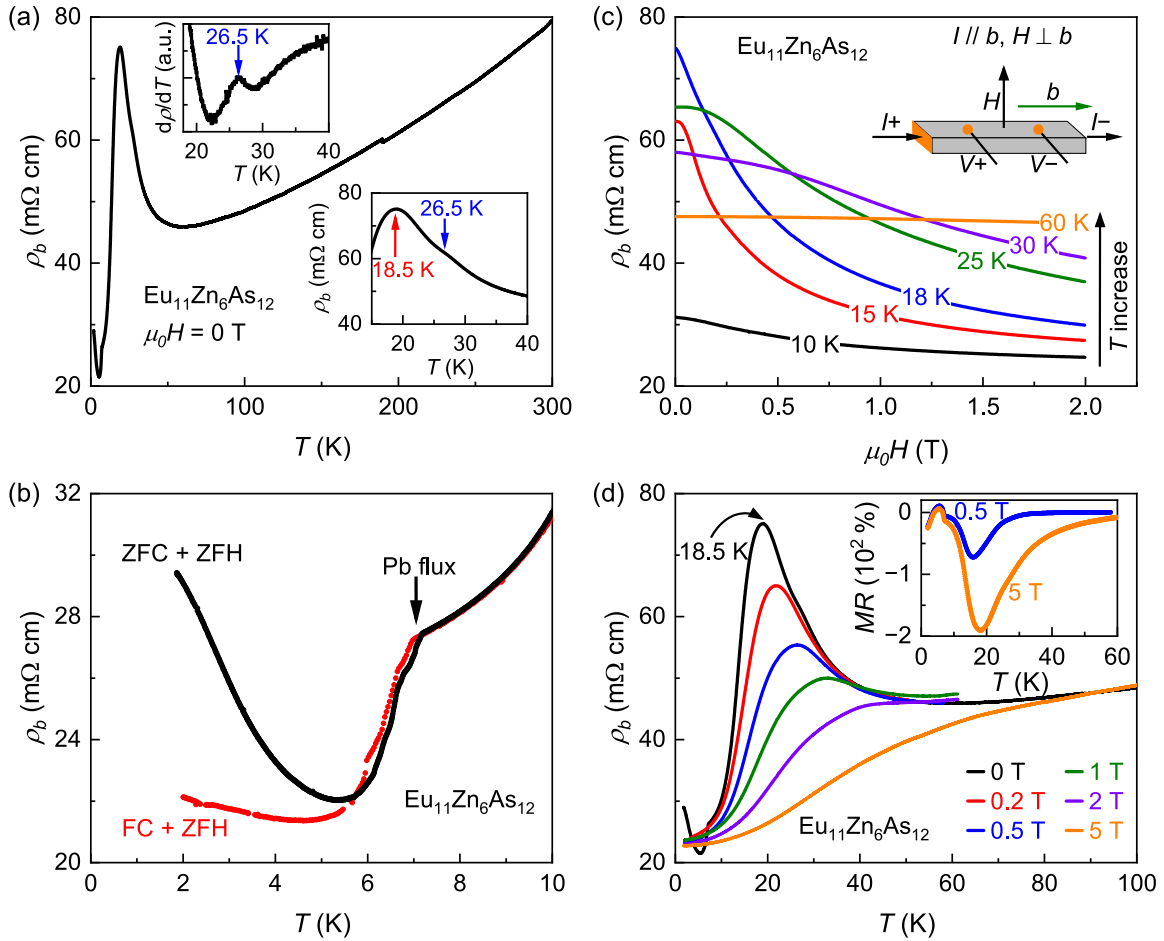 (a)
80
60
40
20
ρb (mΩ cm)
0
100
200
300
T (K)
26.5 K
dρ/dT (a.u.)
20
30
40
T (K)
80
60
40
ρb (mΩ cm)
26.5 K
18.5 K
20
30
40
T (K)
Eu11Zn6As12
μ0H = 0 T
(c)
80
60
40
20
ρb (mΩ cm)
0.0
0.5
1.0
1.5
2.0
μ0H (T)
Eu11Zn6As12
I // b, H ⊥ b
H
b
I+
I−
V+
V−
60 K
30 K
25 K
18 K
15 K
10 K
T increase
(b)
32
28
24
20
ρb (mΩ cm)
0
2
4
6
8
10
T (K)
ZFC + ZFH
Pb flux
FC + ZFH
Eu11Zn6As12
(d)
80
60
40
20
ρb (mΩ cm)
0
20
40
60
80
100
T (K)
18.5 K
0
−1
−2
MR (10² %)
0.5 T
5 T
0
20
40
60
T (K)
0 T
1 T
0.2 T
2 T
0.5 T
5 T
Eu11Zn6As12